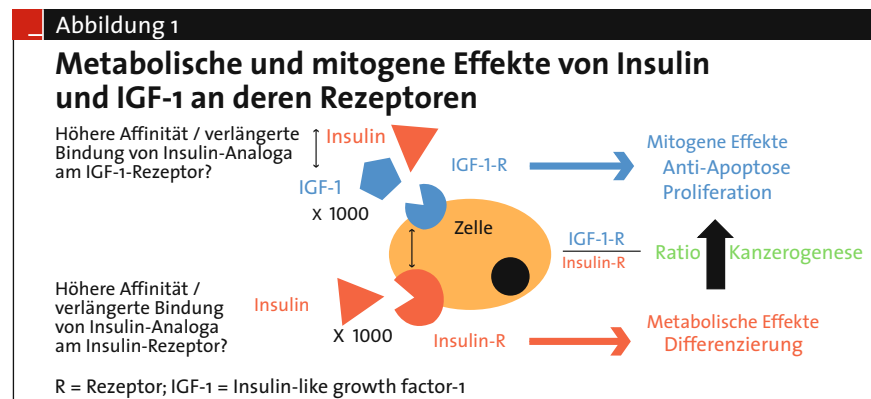 Abbildung 1
Metabolische und mitogene Effekte von Insulin
und IGF-1 an deren Rezeptoren
Höhere Affinität / verlängerte
Bindung von Insulin-Analoga
am IGF-1-Rezeptor?
Insulin
IGF-1
X 1000
IGF-1-R
Mitogene Effekte
Anti-Apoptose
Proliferation
Zelle
IGF-1-R
Insulin-R
Ratio
Kanzerogenese
Höhere Affinität /
verlängerte Bindung
von Insulin-Analoga
am Insulin-Rezeptor?
Insulin
X 1000
Insulin-R
Metabolische Effekte
Differenzierung
R = Rezeptor; IGF-1 = Insulin-like growth factor-1